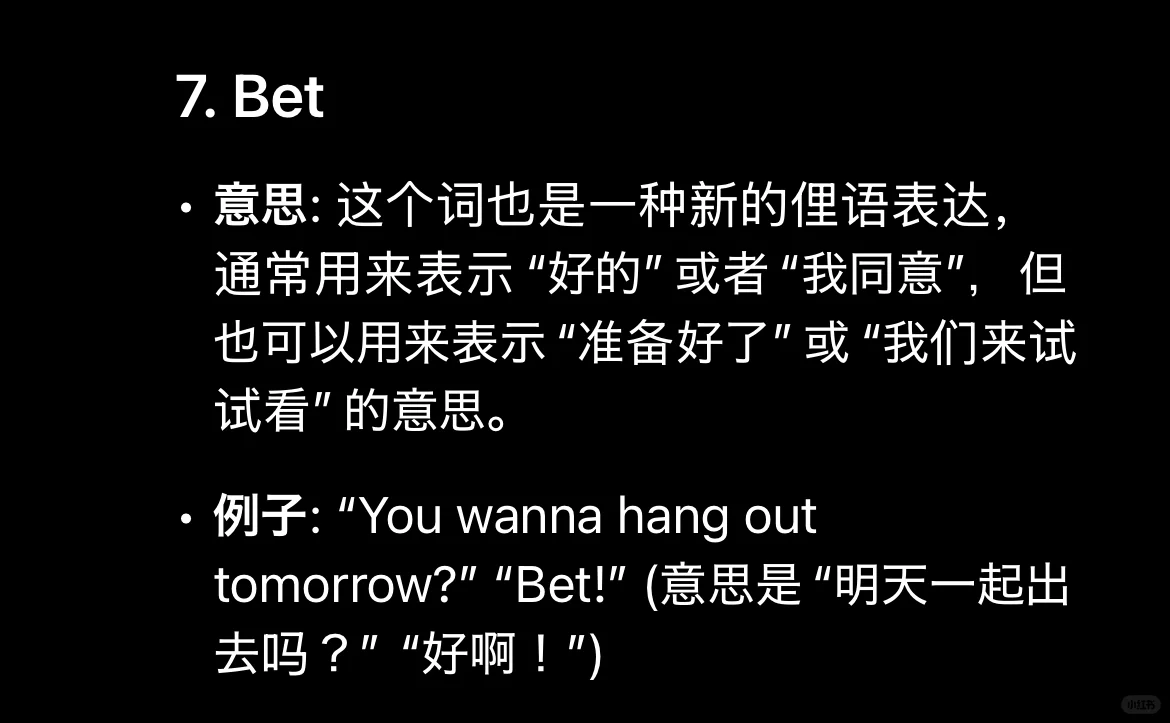 7. Bet
• 意思: 这个词也是一种新的俚语表达，
通常用来表示 “好的” 或者 “我同意”， 但
也可以用来表示 “准备好了” 或 “我们来试
试看” 的意思。
• 例子: “You wanna hang out
tomorrow?” “Bet!” (意思是 “明天一起出
去吗？” “好啊！”)
小红书